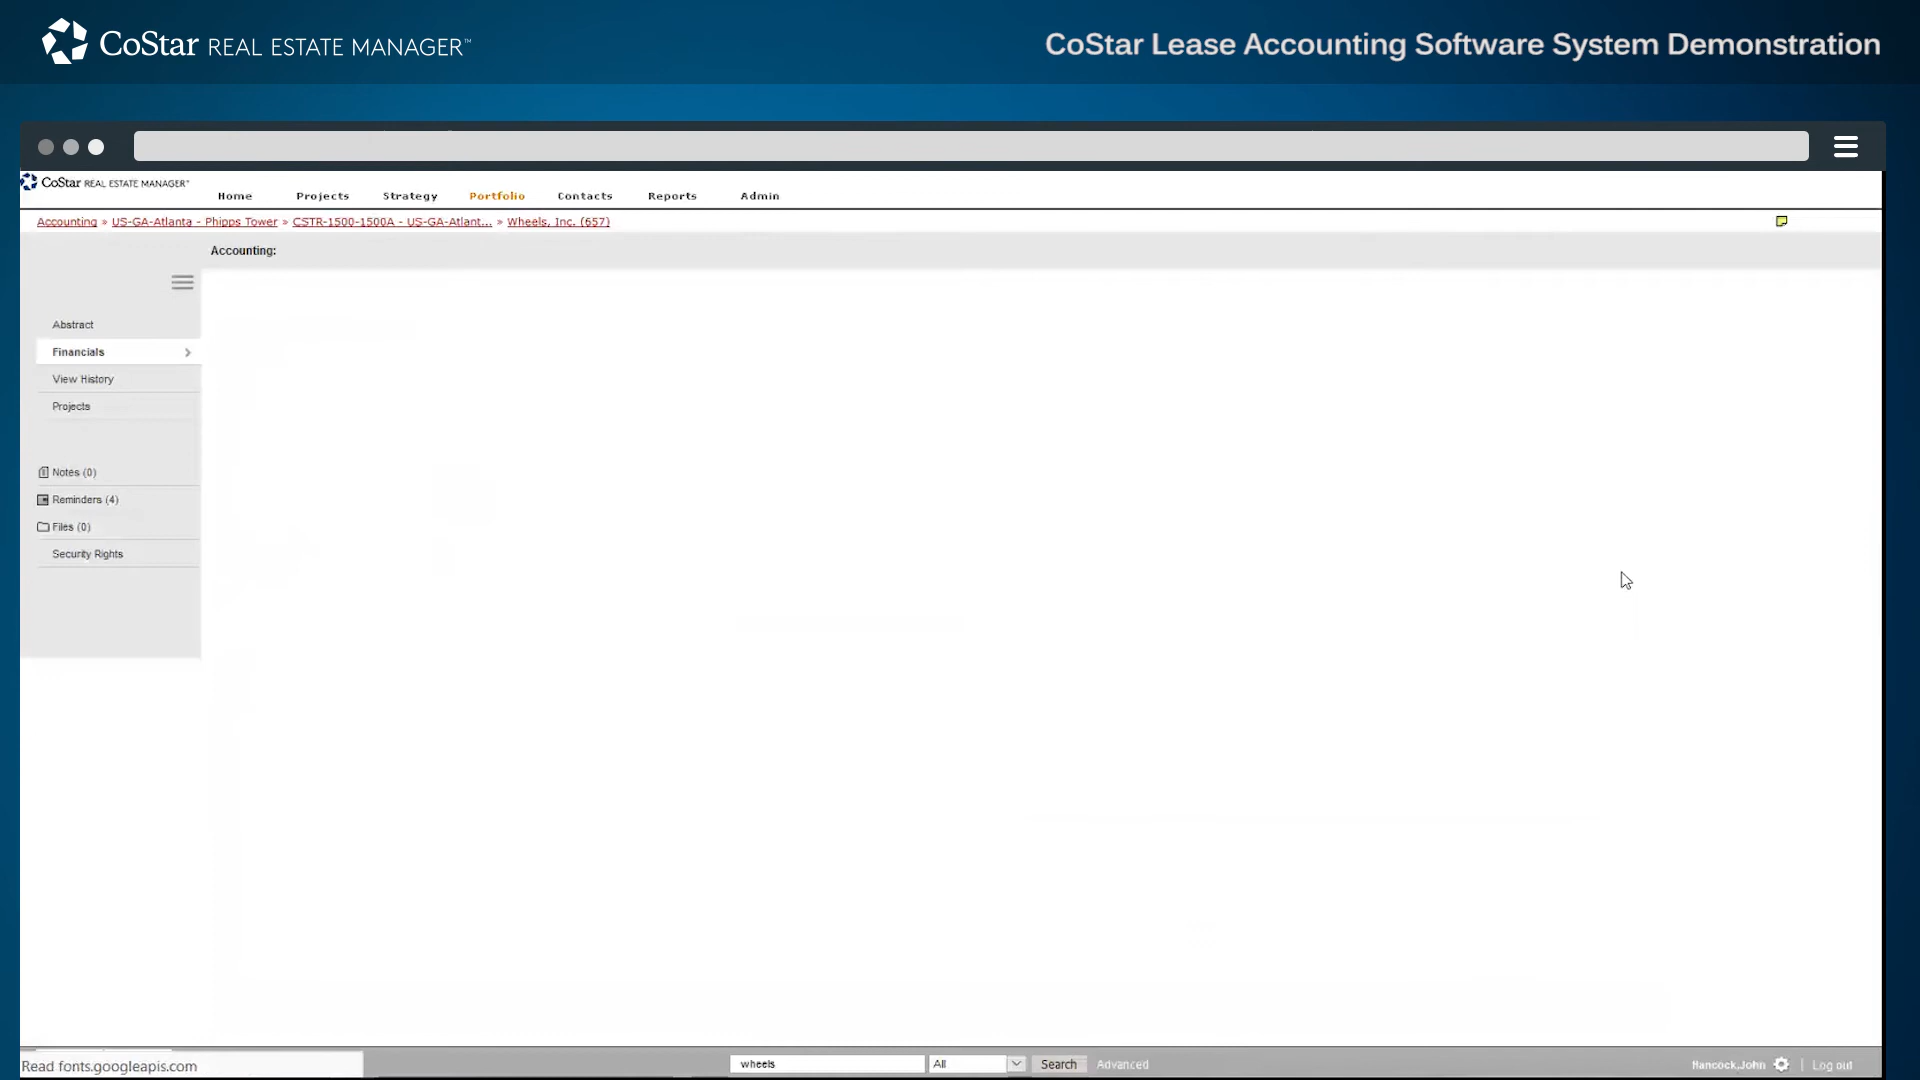 CoStar REAL ESTATE MANAGER™
CoStar Lease Accounting Software System Demonstration
CoStar REAL ESTATE MANAGER™
Home Projects Strategy Portfolio Contacts Reports Admin
Accounting » US-GA-Atlanta - Phipps Tower » CSTR-1500-1500A - US-GA-Atlant... » Wheels, Inc. (657)
Accounting:
Abstract
Financials
View History
Projects
Notes (0)
Reminders (4)
Files (0)
Security Rights
Read fonts.googleapis.com
wheels All Search Advanced
Hancock,John | Log out